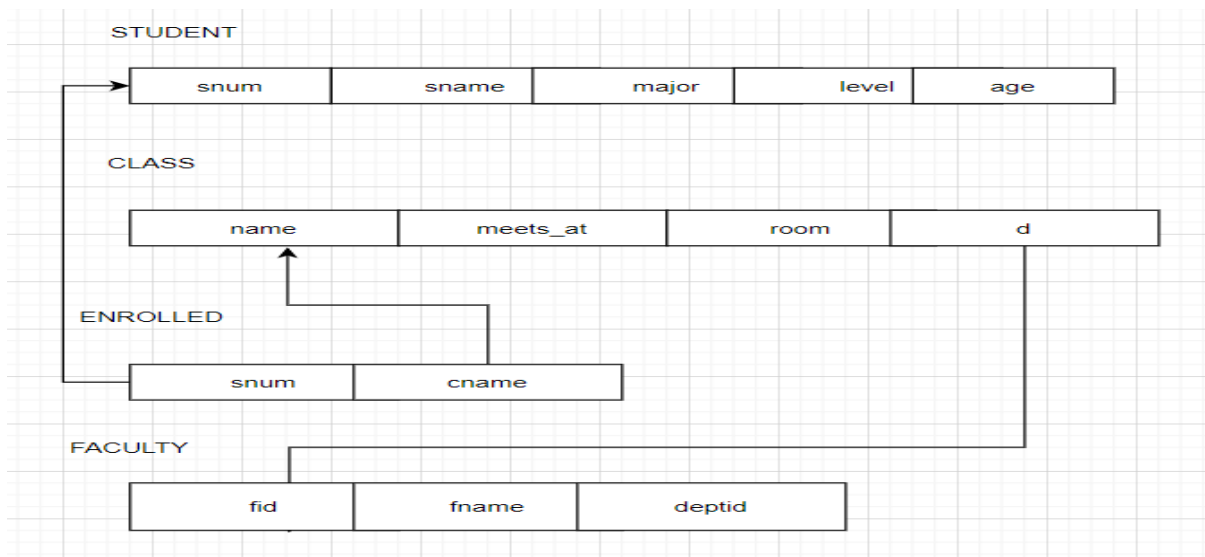 STUDENT
snum sname major level age
CLASS
name meets_at room d
ENROLLED
snum cname
FACULTY
fid fname deptid